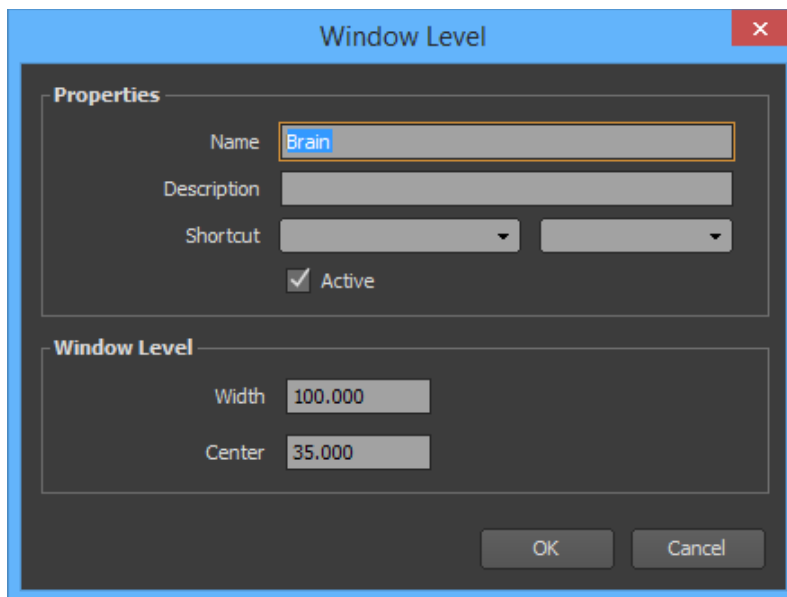 Window Level
Properties
Name Brain
Description
Shortcut
Active
Window Level
Width 100.000
Center 35.000
OK Cancel